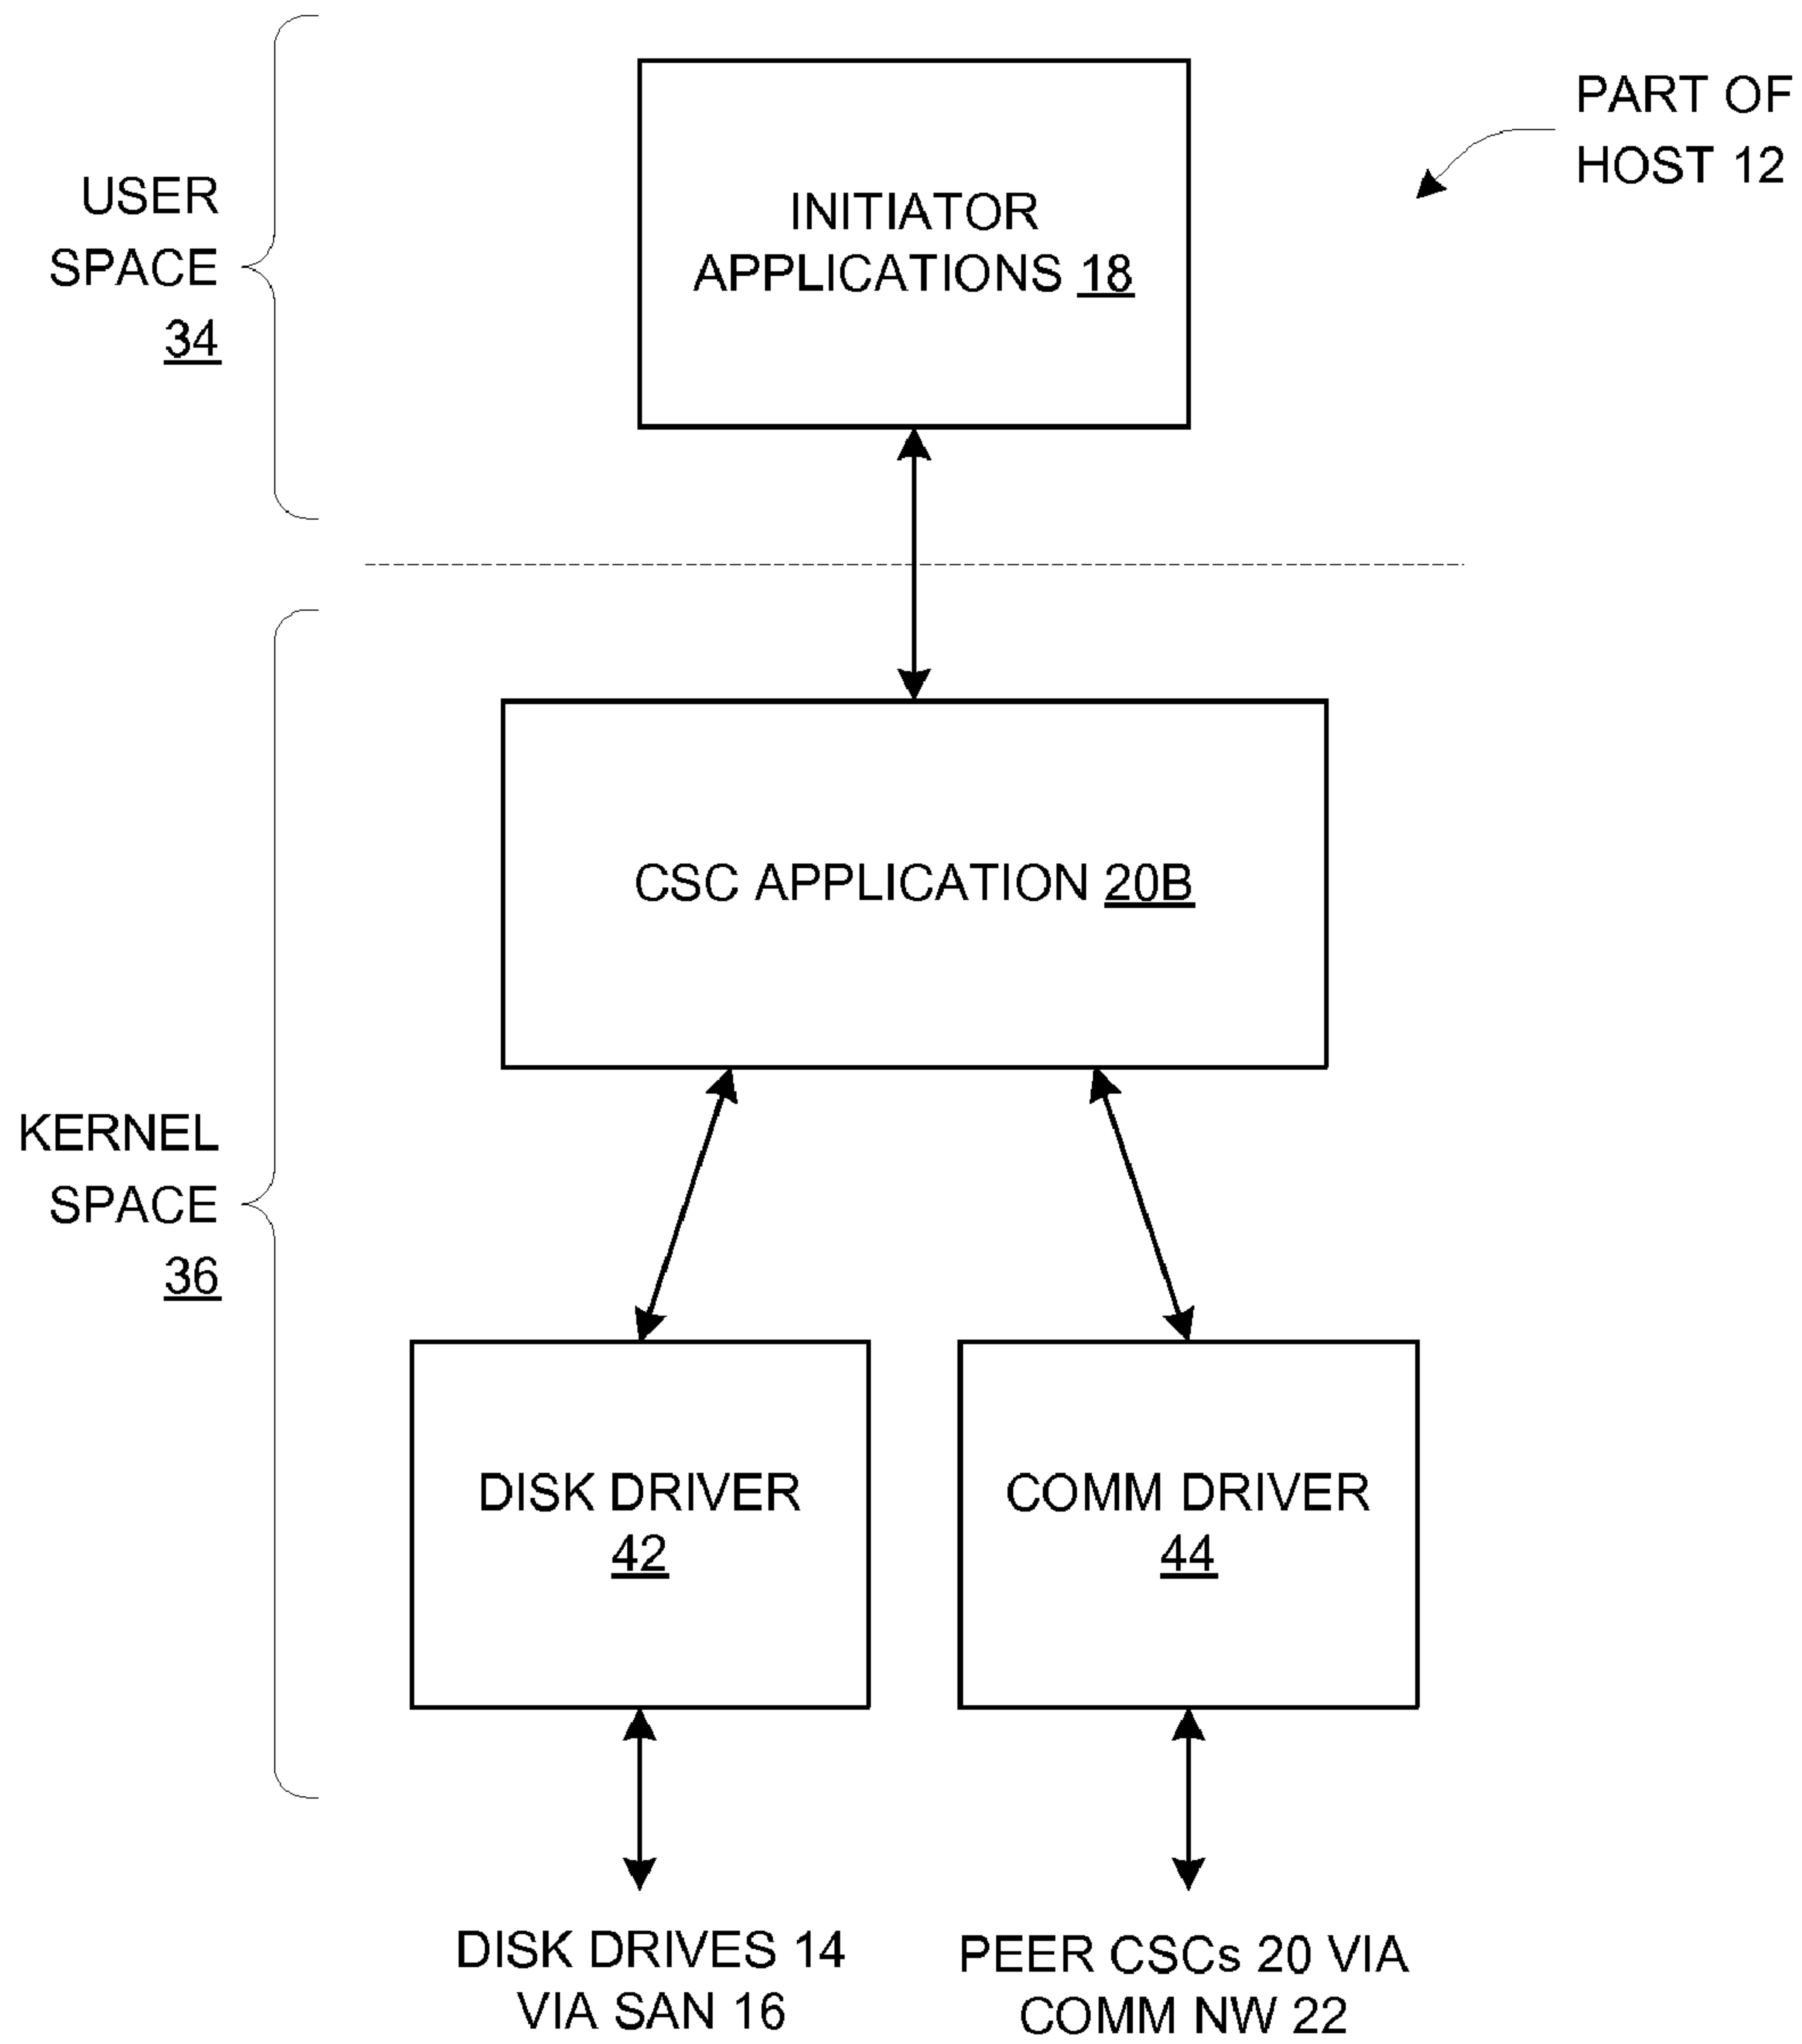 PART OF
HOST 12
USER
SPACE
34
INITIATOR
APPLICATIONS 18
CSC APPLICATION 20B
KERNEL
SPACE
36
DISK DRIVER
42
COMM DRIVER
44
DISK DRIVES 14
VIA SAN 16
PEER CSCs 20 VIA
COMM NW 22